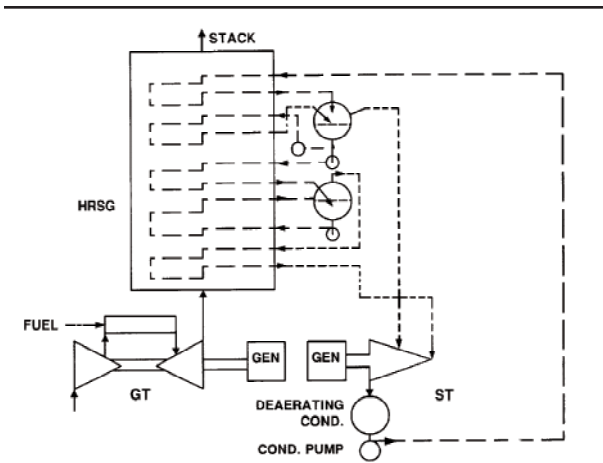 STACK
HRSG
FUEL
GEN
GEN
GT
ST
DEAERATING
COND.
COND. PUMP